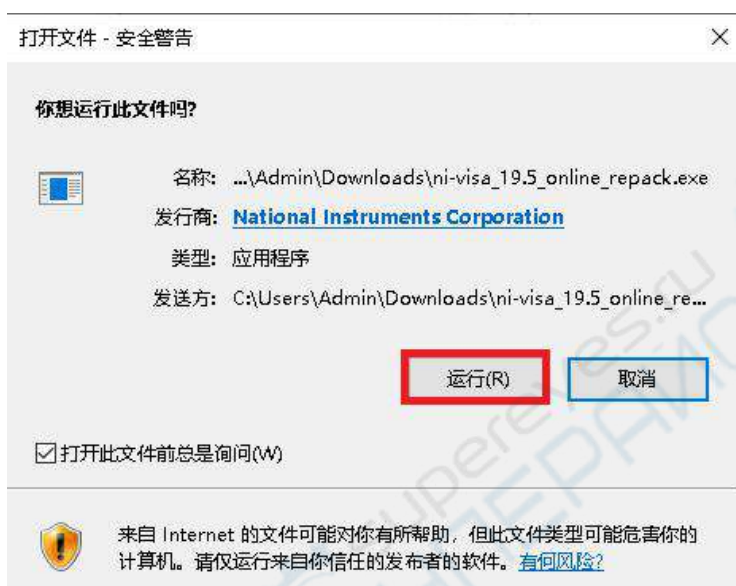 打开文件 - 安全警告
你想运行此文件吗?
名称: ...\Admin\Downloads\ni-visa_19.5_online_repack.exe
发行商: National Instruments Corporation
类型: 应用程序
发送方: C:\Users\Admin\Downloads\ni-visa_19.5_online_re...
运行(R) 取消
打开此文件前总是询问(W)
来自 Internet 的文件可能对你有所帮助，但此文件类型可能危害你的
计算机。请仅运行来自你信任的发布者的软件。有何风险?
supereyes.ru